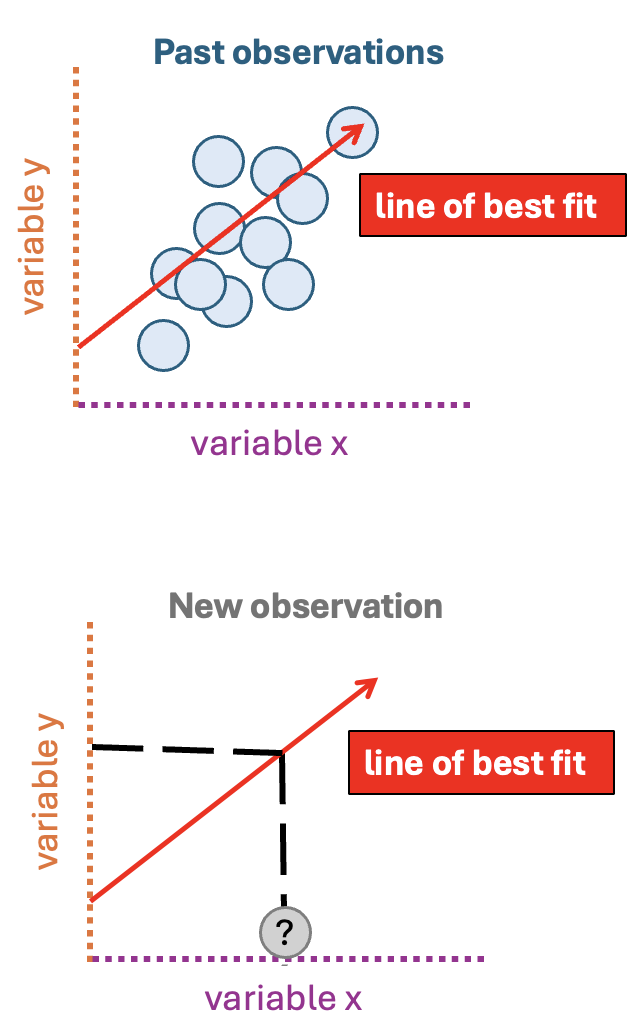 Past observations
variable y
line of best fit
variable x
New observation
variable y
line of best fit
?
variable x